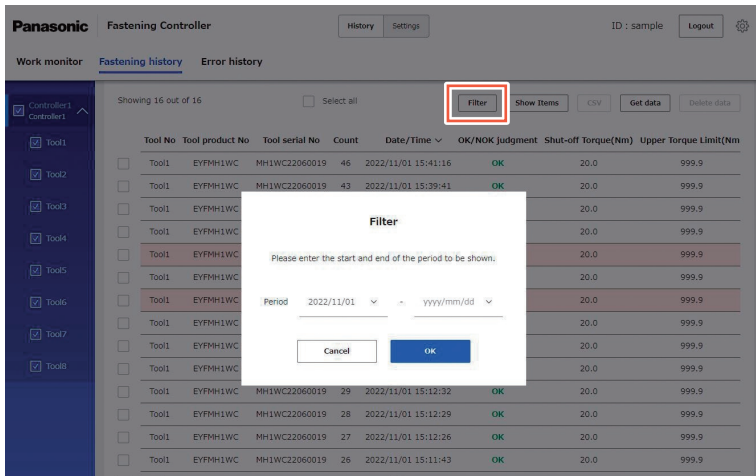 Panasonic Fastening Controller History Settings ID : sample Logout
Work monitor Fastening history Error history
Controller1
Controller1
Tool1
Tool2
Tool3
Tool4
Tool5
Tool6
Tool7
Tool8
Showing 16 out of 16 Select all Filter Show Items CSV Get data Delete data
Tool No Tool product No Tool serial No Count Date/Time OK/NOK judgment Shut-off Torque(Nm) Upper Torque Limit(Nm
Tool1 EYFMH1WC MH1WC22060019 46 2022/11/01 15:41:16 OK 20.0 999.9
Tool1 EYFMH1WC MH1WC22060019 43 2022/11/01 15:39:41 OK 20.0 999.9
Tool1 EYFMH1WC 20.0 999.9
Tool1 EYFMH1WC 20.0 999.9
Tool1 EYFMH1WC 20.0 999.9
Tool1 EYFMH1WC 20.0 999.9
Tool1 EYFMH1WC 20.0 999.9
Tool1 EYFMH1WC 20.0 999.9
Tool1 EYFMH1WC 20.0 999.9
Tool1 EYFMH1WC 20.0 999.9
Tool1 EYFMH1WC MH1WC22060019 29 2022/11/01 15:12:32 OK 20.0 999.9
Tool1 EYFMH1WC MH1WC22060019 28 2022/11/01 15:12:29 OK 20.0 999.9
Tool1 EYFMH1WC MH1WC22060019 27 2022/11/01 15:12:26 OK 20.0 999.9
Tool1 EYFMH1WC MH1WC22060019 26 2022/11/01 15:11:43 OK 20.0 999.9
Filter
Please enter the start and end of the period to be shown.
Period 2022/11/01 - yyyy/mm/dd
Cancel OK